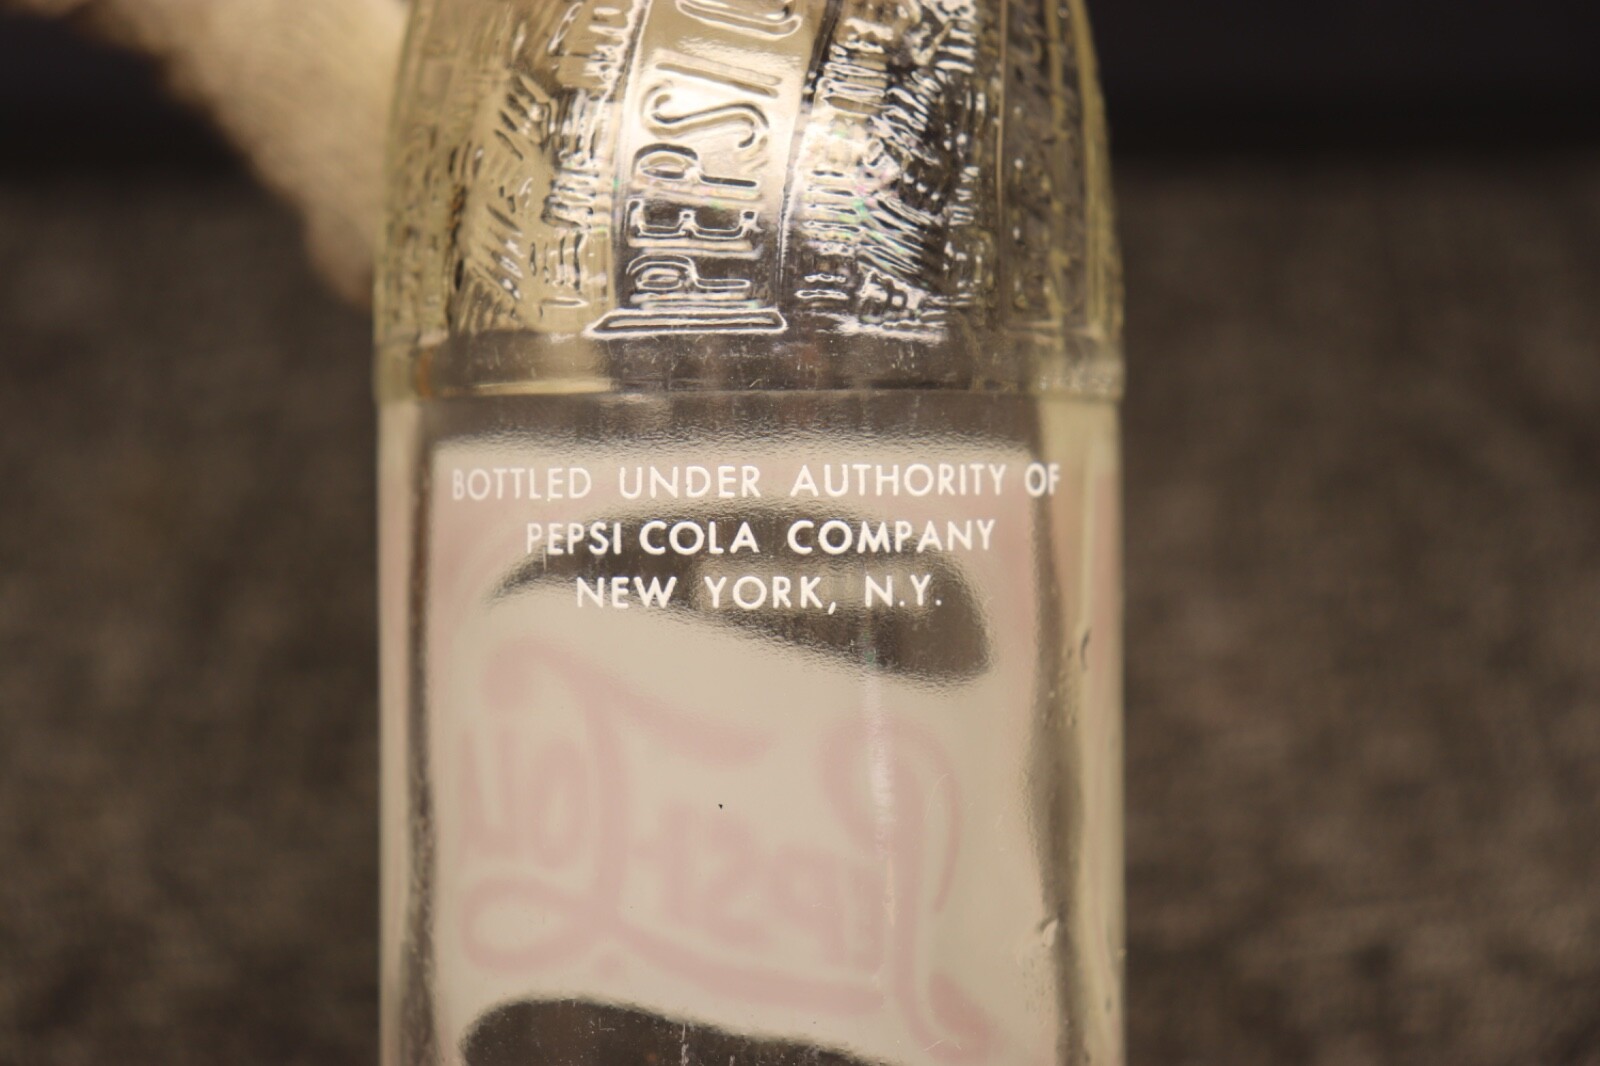 PEPSI
BOTTLED UNDER AUTHORITY OF
PEPSI COLA COMPANY
NEW YORK, N.Y.